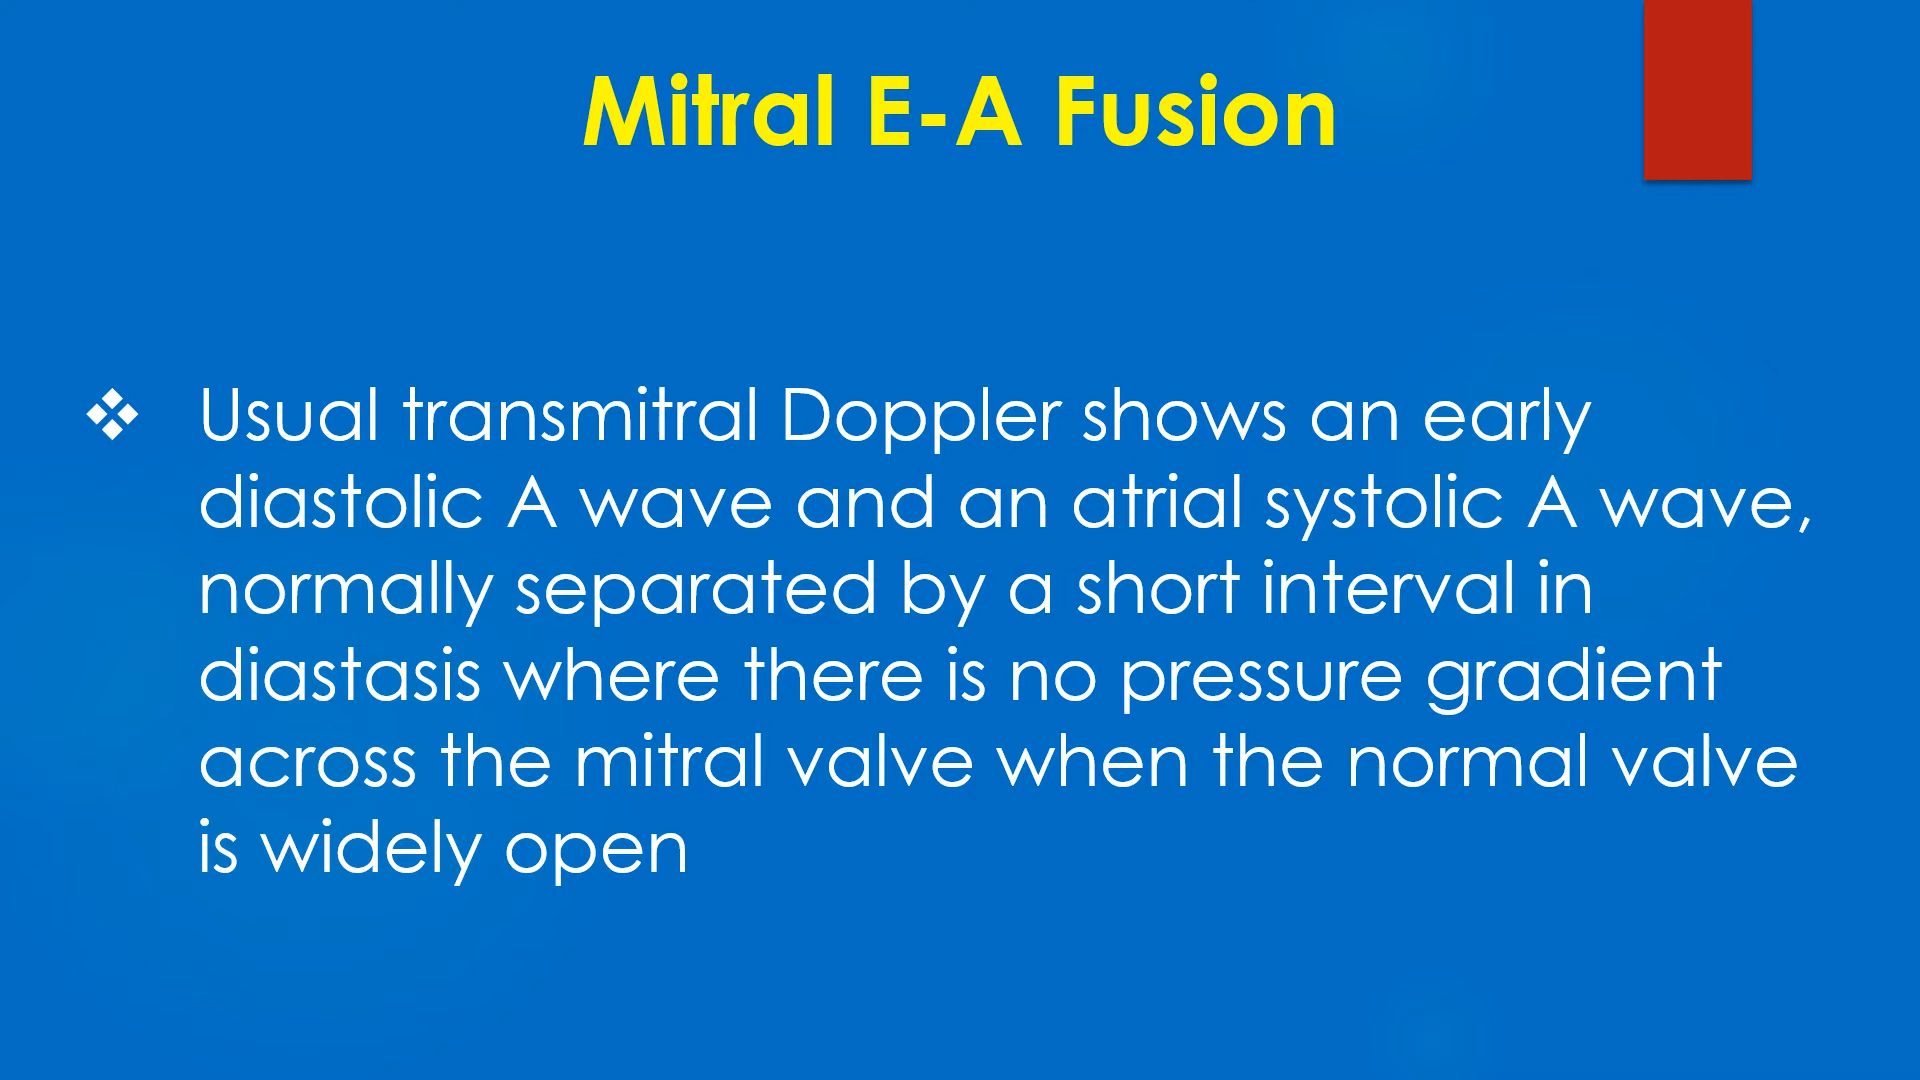 Mitral E-A Fusion
❖ Usual transmitral Doppler shows an early
diastolic A wave and an atrial systolic A wave,
normally separated by a short interval in
diastasis where there is no pressure gradient
across the mitral valve when the normal valve
is widely open